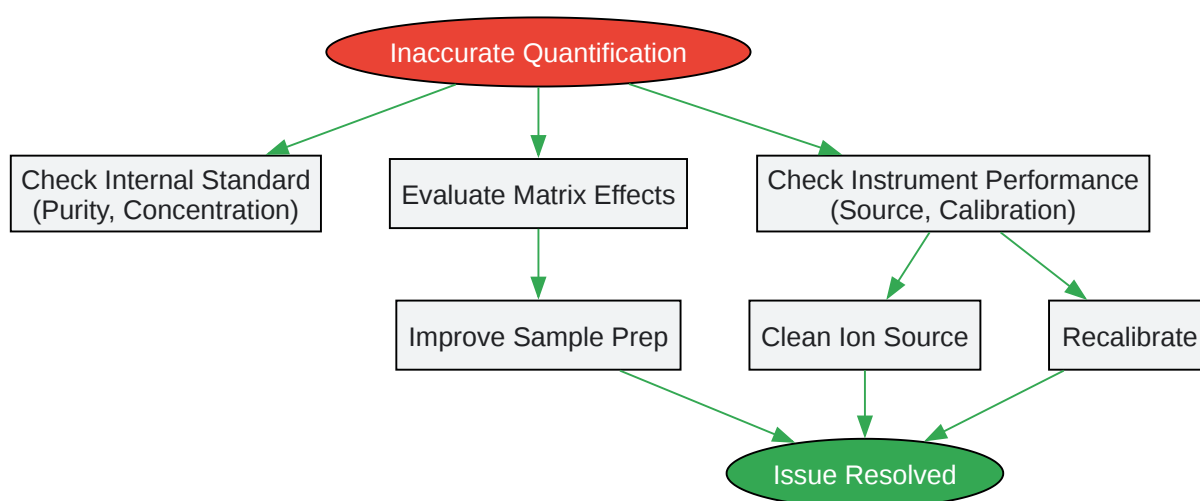 Inaccurate Quantification
Check Internal Standard
(Purity, Concentration)
Evaluate Matrix Effects
Check Instrument Performance
(Source, Calibration)
Improve Sample Prep
Clean Ion Source
Recalibrate
Issue Resolved